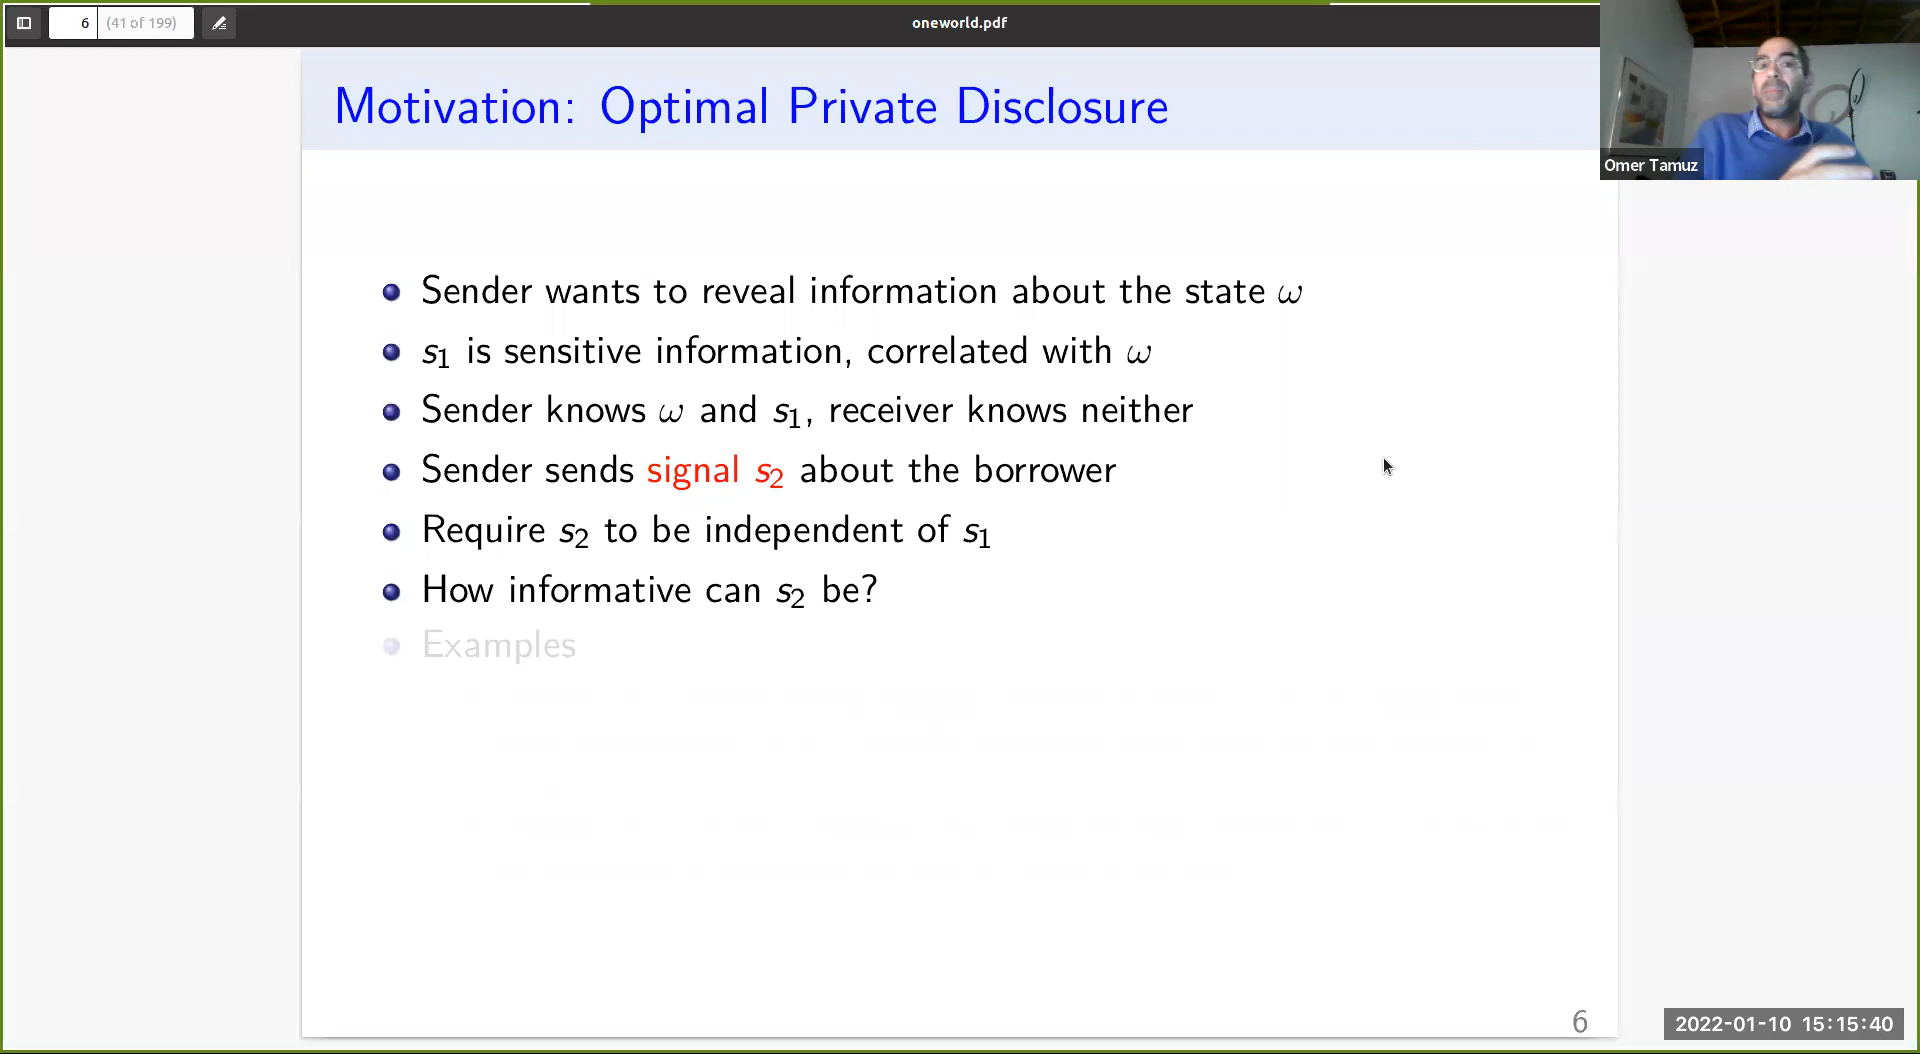 6 (41 of 199) oneworld.pdf
Motivation: Optimal Private Disclosure
Omer Tamuz
Sender wants to reveal information about the state ω
s₁ is sensitive information, correlated with ω
Sender knows ω and s₁, receiver knows neither
Sender sends signal s₂ about the borrower
Require s₂ to be independent of s₁
How informative can s₂ be?
Examples
6
2022-01-10 15:15:40